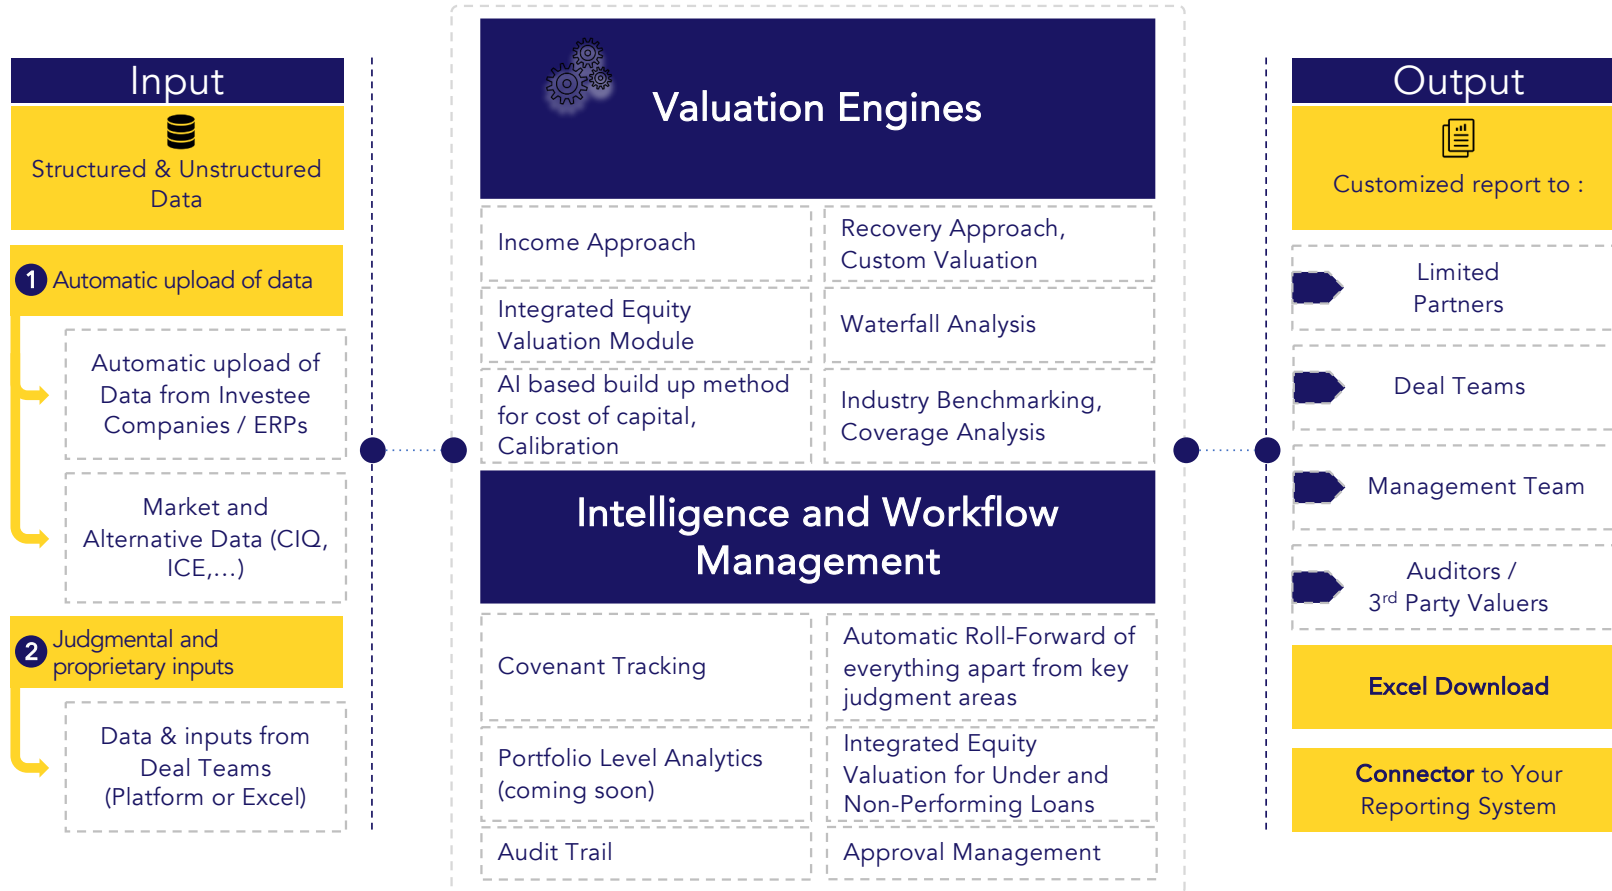 Input
Structured & Unstructured
Data
1 Automatic upload of data
Automatic upload of
Data from Investee
Companies / ERPs
Market and
Alternative Data (CIQ,
ICE,...)
2 Judgmental and
proprietary inputs
Data & inputs from
Deal Teams
(Platform or Excel)
Valuation Engines
Income Approach
Recovery Approach,
Custom Valuation
Integrated Equity
Valuation Module
Waterfall Analysis
AI based build up method
for cost of capital,
Calibration
Industry Benchmarking,
Coverage Analysis
Intelligence and Workflow
Management
Covenant Tracking
Automatic Roll-Forward of
everything apart from key
judgment areas
Portfolio Level Analytics
(coming soon)
Integrated Equity
Valuation for Under and
Non-Performing Loans
Audit Trail
Approval Management
Output
Customized report to :
Limited
Partners
Deal Teams
Management Team
Auditors /
3rd Party Valuers
Excel Download
Connector to Your
Reporting System